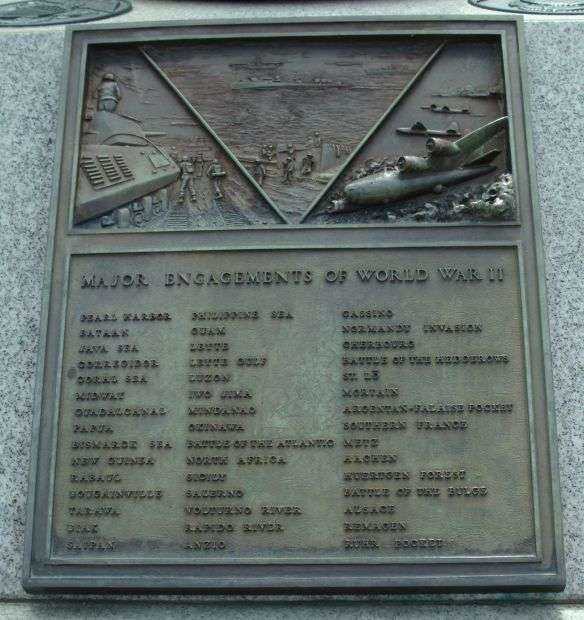 MAJOR ENGAGEMENTS OF WORLD WAR II
PEARL HARBOR
BATAAN
JAVA SEA
CORREGIDOR
CORAL SEA
MIDWAY
GUADALCANAL
PAPUA
BISMARCK SEA
NEW GUINEA
RABAUL
BOUGAINVILLE
TARAWA
BIAK
SAIPAN
PHILIPPINE SEA
GUAM
LEYTE
LEYTE GULF
LUZON
IWO JIMA
MINDANAO
OKINAWA
BATTLE OF THE ATLANTIC
NORTH AFRICA
SICILY
SALERNO
VOLTURNO RIVER
RAPIDO RIVER
ANZIO
CASSINO
NORMANDY INVASION
CHERBOURG
BATTLE OF THE HEDGEROWS
ST. LÔ
MORTAIN
ARGENTAN-FALAISE POCKET
SOUTHERN FRANCE
METZ
AACHEN
HUERTGEN FOREST
BATTLE OF THE BULGE
ALSACE
REMAGEN
RUHR POCKET